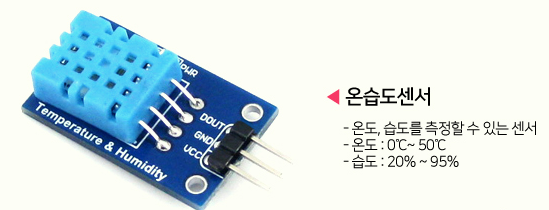 PWR
DOUT
GND
VCC
Temperature & Humidity
◀ 온습도센서
- 온도, 습도를 측정할 수 있는 센서
- 온도 : 0℃~ 50℃
- 습도 : 20% ~ 95%